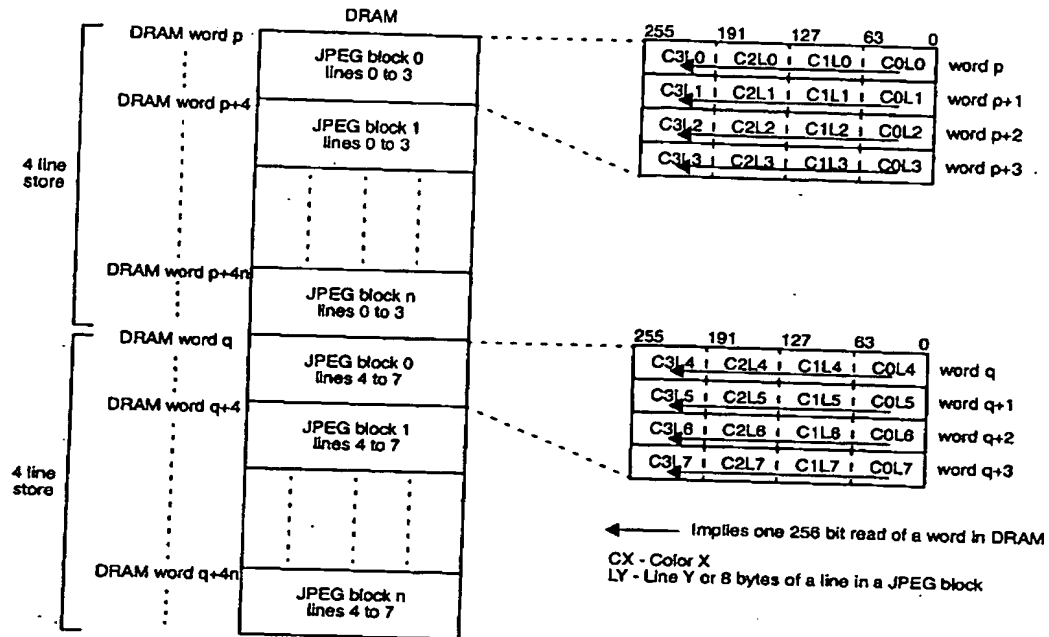 DRAM
DRAM word p
JPEG block 0
lines 0 to 3
DRAM word p+4
JPEG block 1
lines 0 to 3
4 line
store
DRAM word p+4n
JPEG block n
lines 0 to 3
DRAM word q
JPEG block 0
lines 4 to 7
DRAM word q+4
JPEG block 1
lines 4 to 7
4 line
store
DRAM word q+4n
JPEG block n
lines 4 to 7
255 191 127 63 0
C3L0 C2L0 C1L0 C0L0 word p
C3L1 C2L1 C1L1 C0L1 word p+1
C3L2 C2L2 C1L2 C0L2 word p+2
C3L3 C2L3 C1L3 C0L3 word p+3
255 191 127 63 0
C3L4 C2L4 C1L4 C0L4 word q
C3L5 C2L5 C1L5 C0L5 word q+1
C3L6 C2L6 C1L6 C0L6 word q+2
C3L7 C2L7 C1L7 C0L7 word q+3
Implies one 256 bit read of a word in DRAM
CX - Color X
LY - Line Y or 8 bytes of a line in a JPEG block